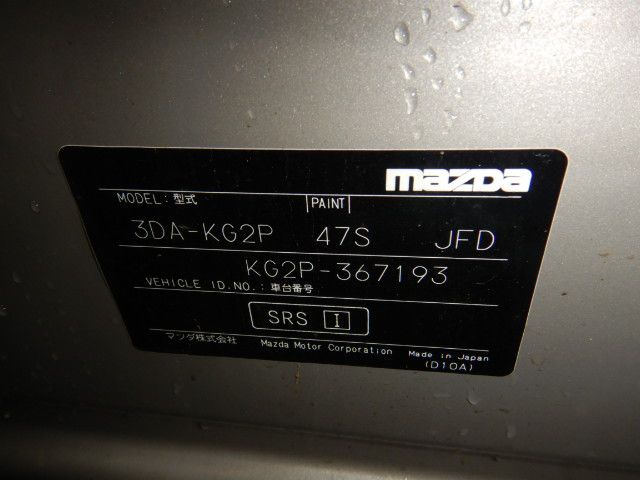 mazda
MODEL: 型式 PAINT
3DA-KG2P 47S JFD
KG2P-367193
VEHICLE ID.NO.: 車台番号
SRS I
マツダ株式会社 Mazda Motor Corporation Made in Japan
(D10A)